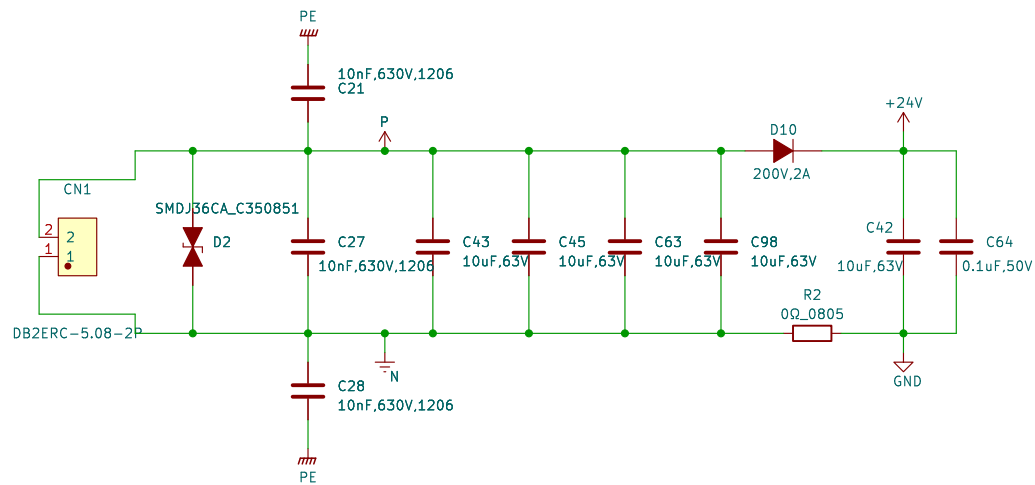 PE
10nF,630V,1206
C21
+24V
P
D10
200V,2A
CN1
SMDJ36CA_C350851
2
2
1
1
D2
C27
10nF,630V,1206
C43
10uF,63V
C45
10uF,63V
C63
10uF,63V
C98
10uF,63V
C42
10uF,63V
C64
0.1uF,50V
R2
0Ω_0805
DB2ERC-5.08-2P
N
GND
C28
10nF,630V,1206
PE